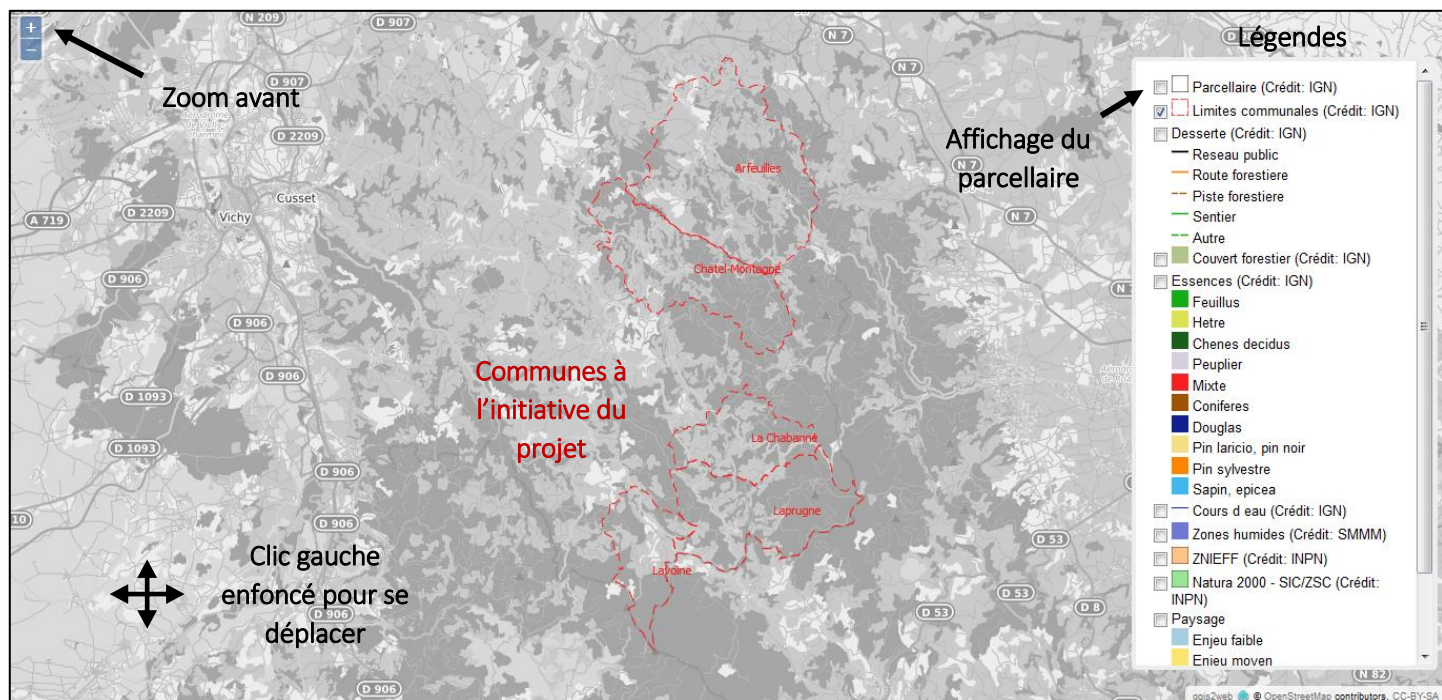 +
−
Zoom avant
N 209
D 907
D 907
D 2209
D 2209
A 719
Cusset
Vichy
D 906
D 906
D 906
D 906
D 1093
D 1093
D 906
D 906
D 906
D 906
N 7
N 7
N 7
N 7
D 53
D 53
D 53
D 8
N 82
Arfeuilles
Chatel-Montagne
La Chabanne
Laprugne
Lavoine
Communes à
l’initiative du
projet
Clic gauche
enfoncé pour se
déplacer
Affichage du
parcellaire
Légendes
Parcellaire (Crédit: IGN)
Limites communales (Crédit: IGN)
Desserte (Crédit: IGN)
Reseau public
Route forestiere
Piste forestiere
Sentier
Autre
Couvert forestier (Crédit: IGN)
Essences (Crédit: IGN)
Feuillus
Hetre
Chenes decidus
Peuplier
Mixte
Coniferes
Douglas
Pin laricio, pin noir
Pin sylvestre
Sapin, epicea
Cours d eau (Crédit: IGN)
Zones humides (Crédit: SMMM)
ZNIEFF (Crédit: INPN)
Natura 2000 - SIC/ZSC (Crédit:
INPN)
Paysage
Enjeu faible
Enjeu moyen
qgis2web © OpenStreetMap contributors, CC-BY-SA